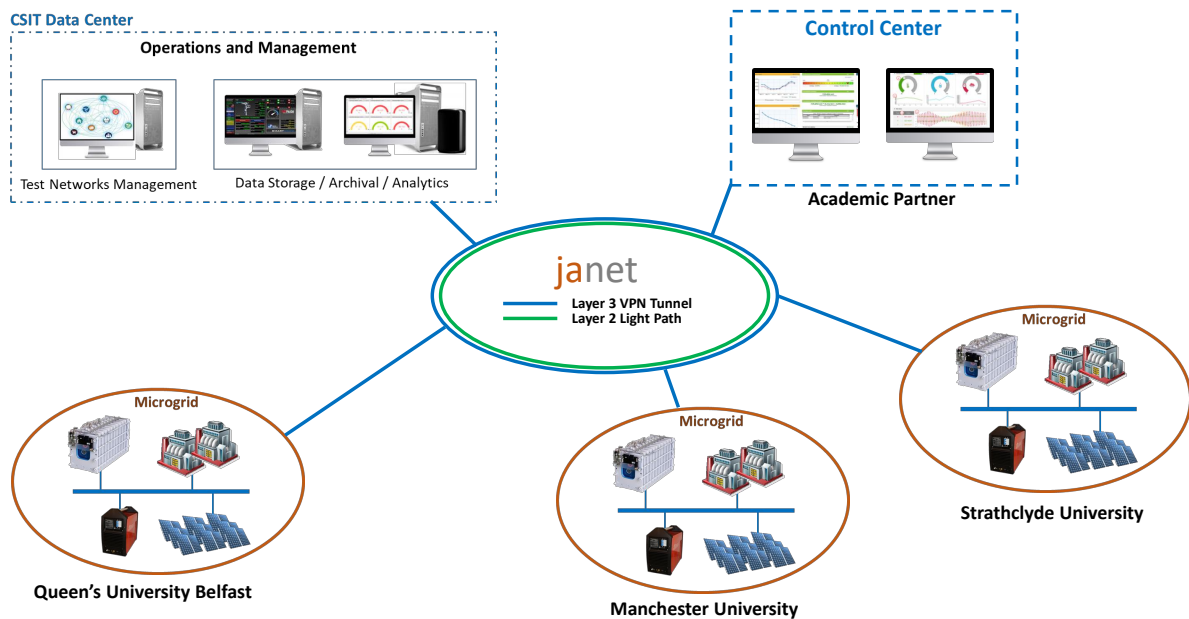 CSIT Data Center
Operations and Management
Test Networks Management
Data Storage / Archival / Analytics
Control Center
Academic Partner
janet
Layer 3 VPN Tunnel
Layer 2 Light Path
Microgrid
Strathclyde University
Microgrid
Queen's University Belfast
Microgrid
Manchester University